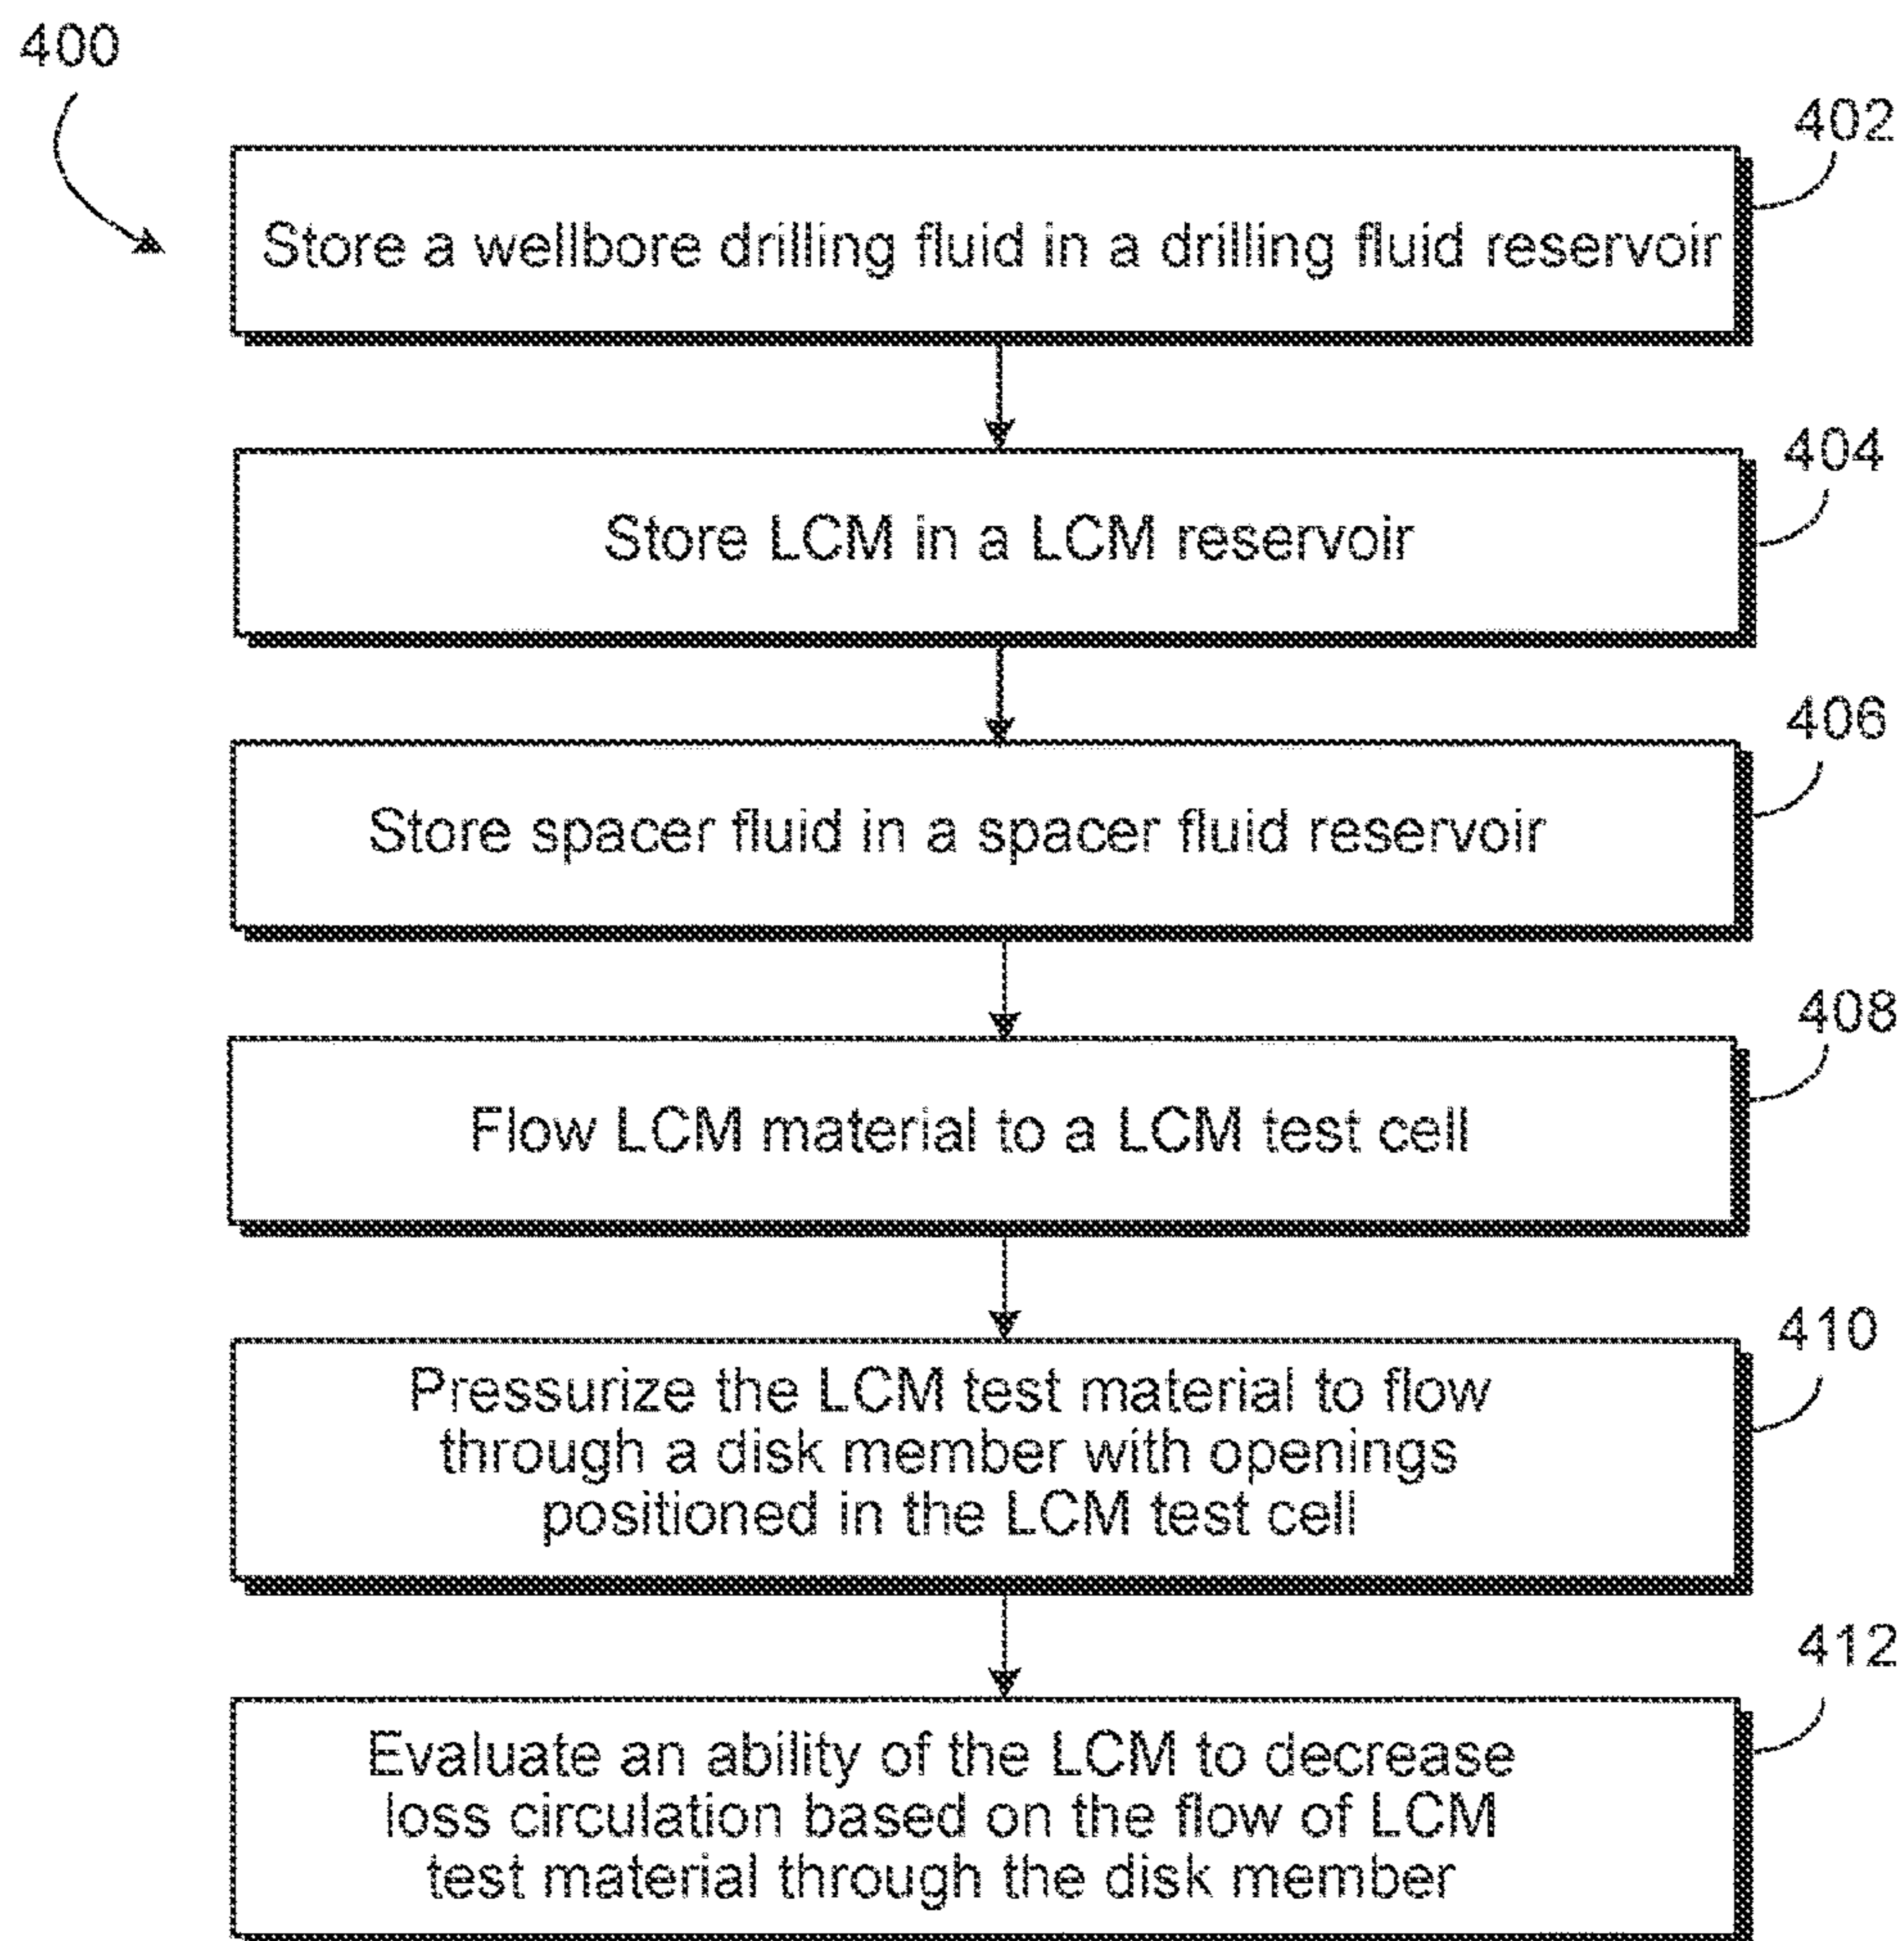 400
402
Store a wellbore drilling fluid in a drilling fluid reservoir
404
Store LCM in a LCM reservoir
406
Store spacer fluid in a spacer fluid reservoir
408
Flow LCM material to a LCM test cell
410
Pressurize the LCM test material to flow
through a disk member with openings
positioned in the LCM test cell
412
Evaluate an ability of the LCM to decrease
loss circulation based on the flow of LCM
test material through the disk member